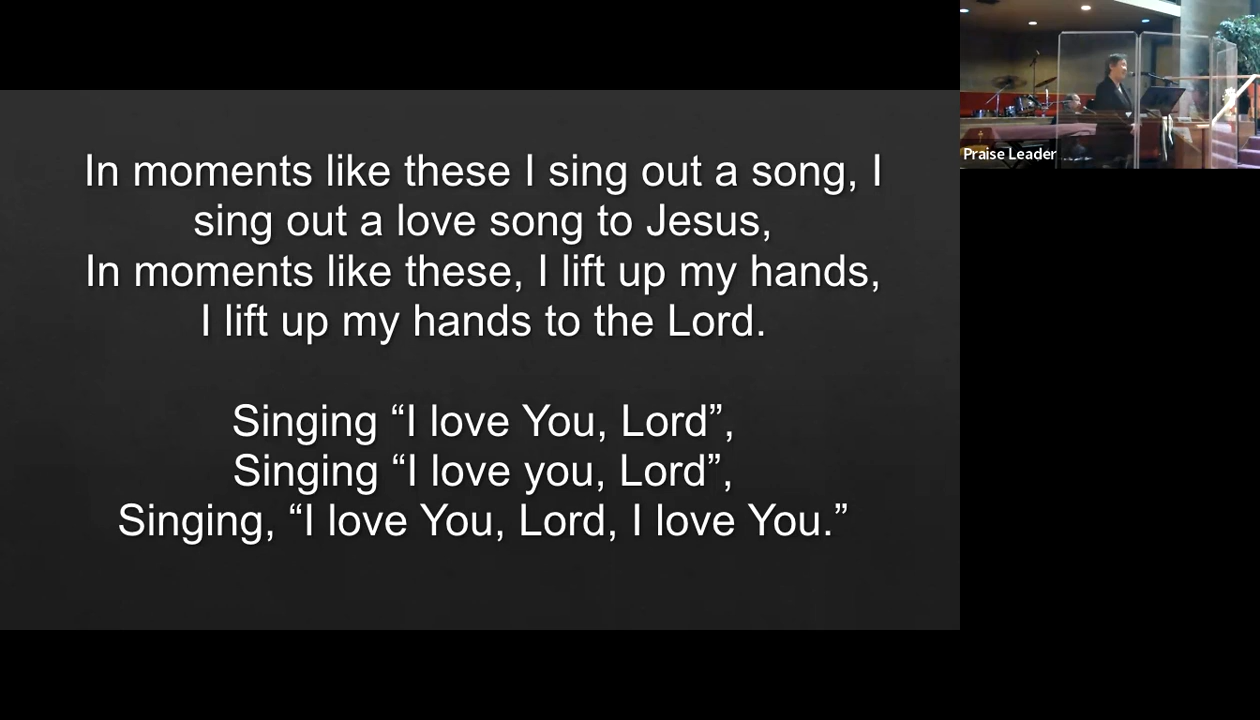 In moments like these I sing out a song, I
sing out a love song to Jesus,
In moments like these, I lift up my hands,
I lift up my hands to the Lord.
Singing “I love You, Lord”,
Singing “I love you, Lord”,
Singing, “I love You, Lord, I love You.”
Praise Leader